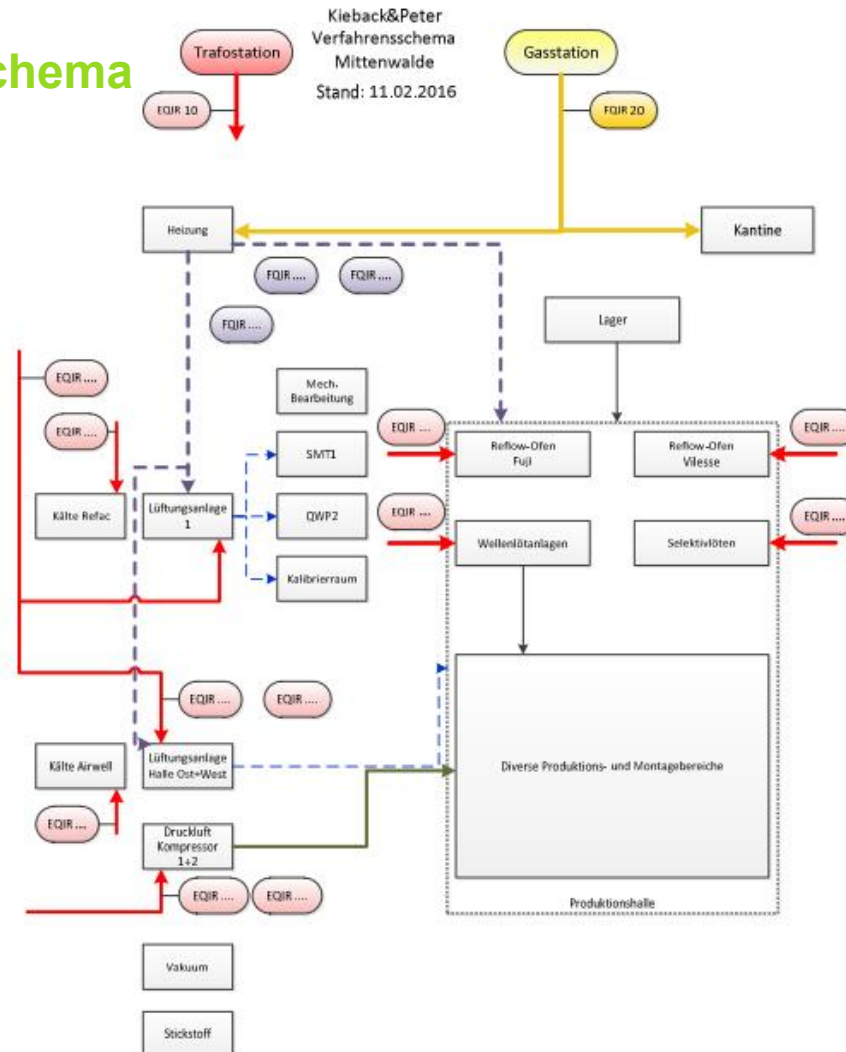 Kieback&Peter
Verfahrensschema
Mittenwalde
Stand: 11.02.2016
chema
Trafostation
Gasstation
EQIR 10
FQIR 20
Heizung
Kantine
FQIR ....
FQIR ....
FQIR ....
Lager
EQIR ....
Mech-
Bearbeitung
EQIR ....
EQIR ....
EQIR ....
SMT1
Reflow-Ofen
Fuji
Reflow-Ofen
Vilesse
Kälte Refac
Lüftungsanlage
1
QWP2
EQIR ....
EQIR ....
Wellenlötanlagen
Selektivlöten
Kalibrierraum
EQIR ....
EQIR ....
Kälte Airwell
Lüftungsanlage
Halle Ost+West
Diverse Produktions- und Montagebereiche
EQIR ....
Druckluft
Kompressor
1+2
EQIR ....
EQIR ....
Produktionshalle
Vakuum
Stickstoff